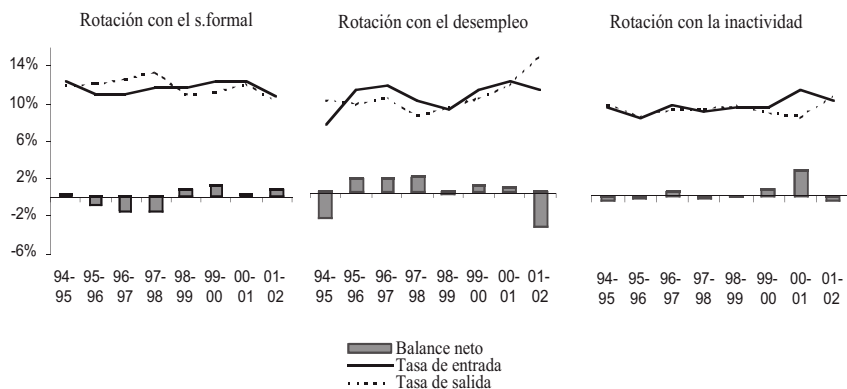 Rotación con el s.formal
Rotación con el desempleo
Rotación con la inactividad
14%
10%
6%
2%
-2%
-6%
94- 95- 96- 97- 98- 99- 00- 01-
95 96 97 98 99 00 01 02
94- 95- 96- 97- 98- 99- 00- 01-
95 96 97 98 99 00 01 02
94- 95- 96- 97- 98- 99- 00- 01-
95 96 97 98 99 00 01 02
Balance neto
Tasa de entrada
Tasa de salida